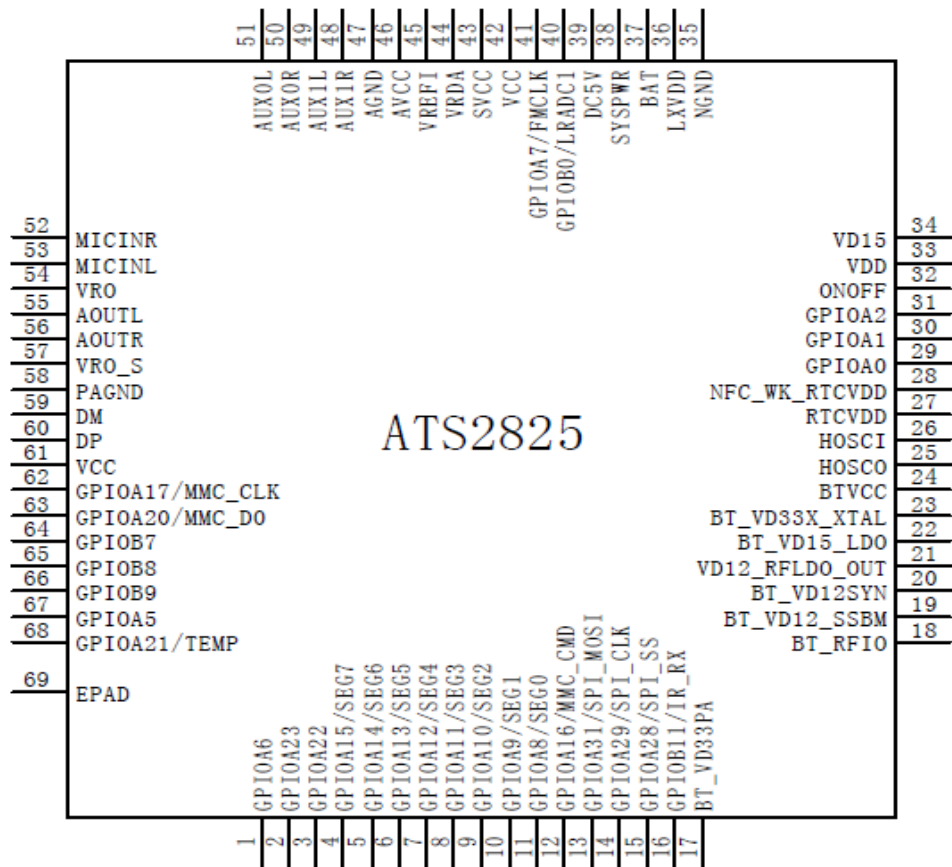 51 50 49 48 47 46 45 44 43 42 41 40 39 38 37 36 35
AUX0L
AUX0R
AUX1L
AUX1R
AGND
AVCC
VREFI
VRDA
SVCC
VCC
GPIOA7/FMCLK
GPIOB0/LRADC1
DC5V
SYSPWR
BAT
LXVDD
NGND
52 MICINR
53 MICINL
54 VRO
55 AOUTL
56 AOUTR
57 VRO_S
58 PAGND
59 DM
60 DP
61 VCC
62 GPIOA17/MMC_CLK
63 GPIOA20/MMC_D0
64 GPIOB7
65 GPIOB8
66 GPIOB9
67 GPIOA5
68 GPIOA21/TEMP
69 EPAD
ATS2825
VD15 34
VDD 33
ONOFF 32
GPIOA2 31
GPIOA1 30
GPIOA0 29
NFC_WK_RTCVDD 28
RTCVDD 27
HOSCI 26
HOSCO 25
BTVCC 24
BT_VD33X_XTAL 23
BT_VD15_LDO 22
VD12_RFLDO_OUT 21
BT_VD12SYN 20
BT_VD12_SSBM 19
BT_RFIO 18
GPIOA6
GPIOA23
GPIOA22
GPIOA15/SEG7
GPIOA14/SEG6
GPIOA13/SEG5
GPIOA12/SEG4
GPIOA11/SEG3
GPIOA10/SEG2
GPIOA9/SEG1
GPIOA8/SEG0
GPIOA16/MMC_CMD
GPIOA31/SPI_MOSI
GPIOA29/SPI_CLK
GPIOA28/SPI_SS
GPIOB11/IR_RX
BT_VD33PA
1 2 3 4 5 6 7 8 9 10 11 12 13 14 15 16 17